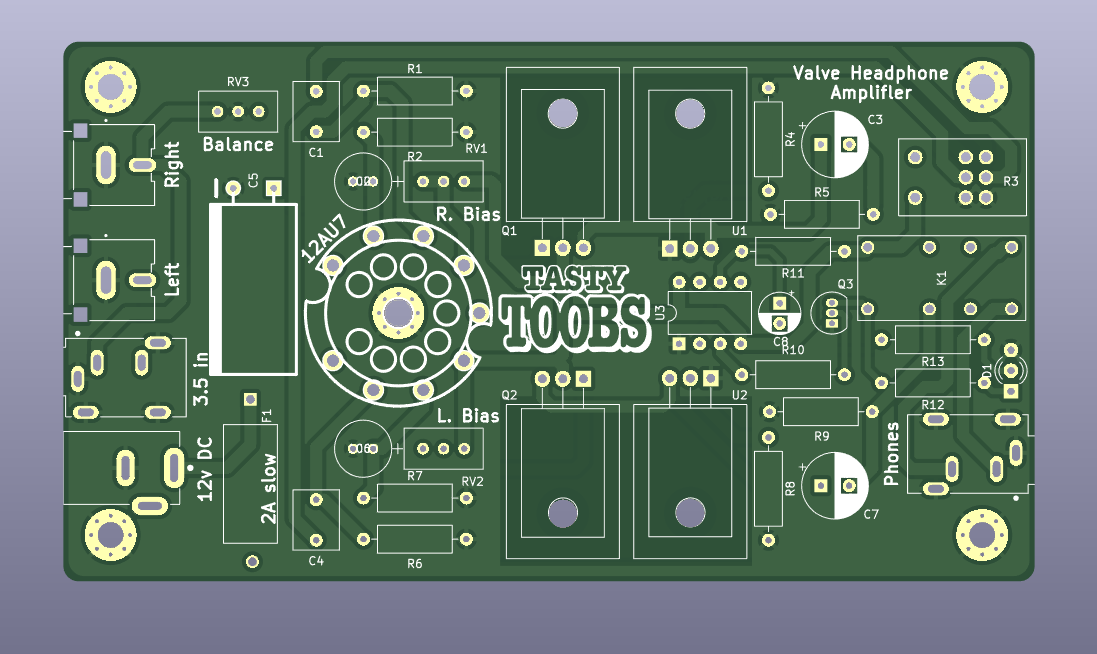 Valve Headphone
Amplifier
RV3
R1
C3
Balance
C1
R2
RV1
R4
Right
C5
R5
R3
R. Bias
12AU7
Q1
U1
R11
K1
Left
TASTY
TOOBS
U3
Q3
C8
R10
R13
3.5 in
D1
F1
L. Bias
Q2
U2
R12
R9
Phones
12v DC
2A slow
R7
RV2
R8
C7
C4
R6